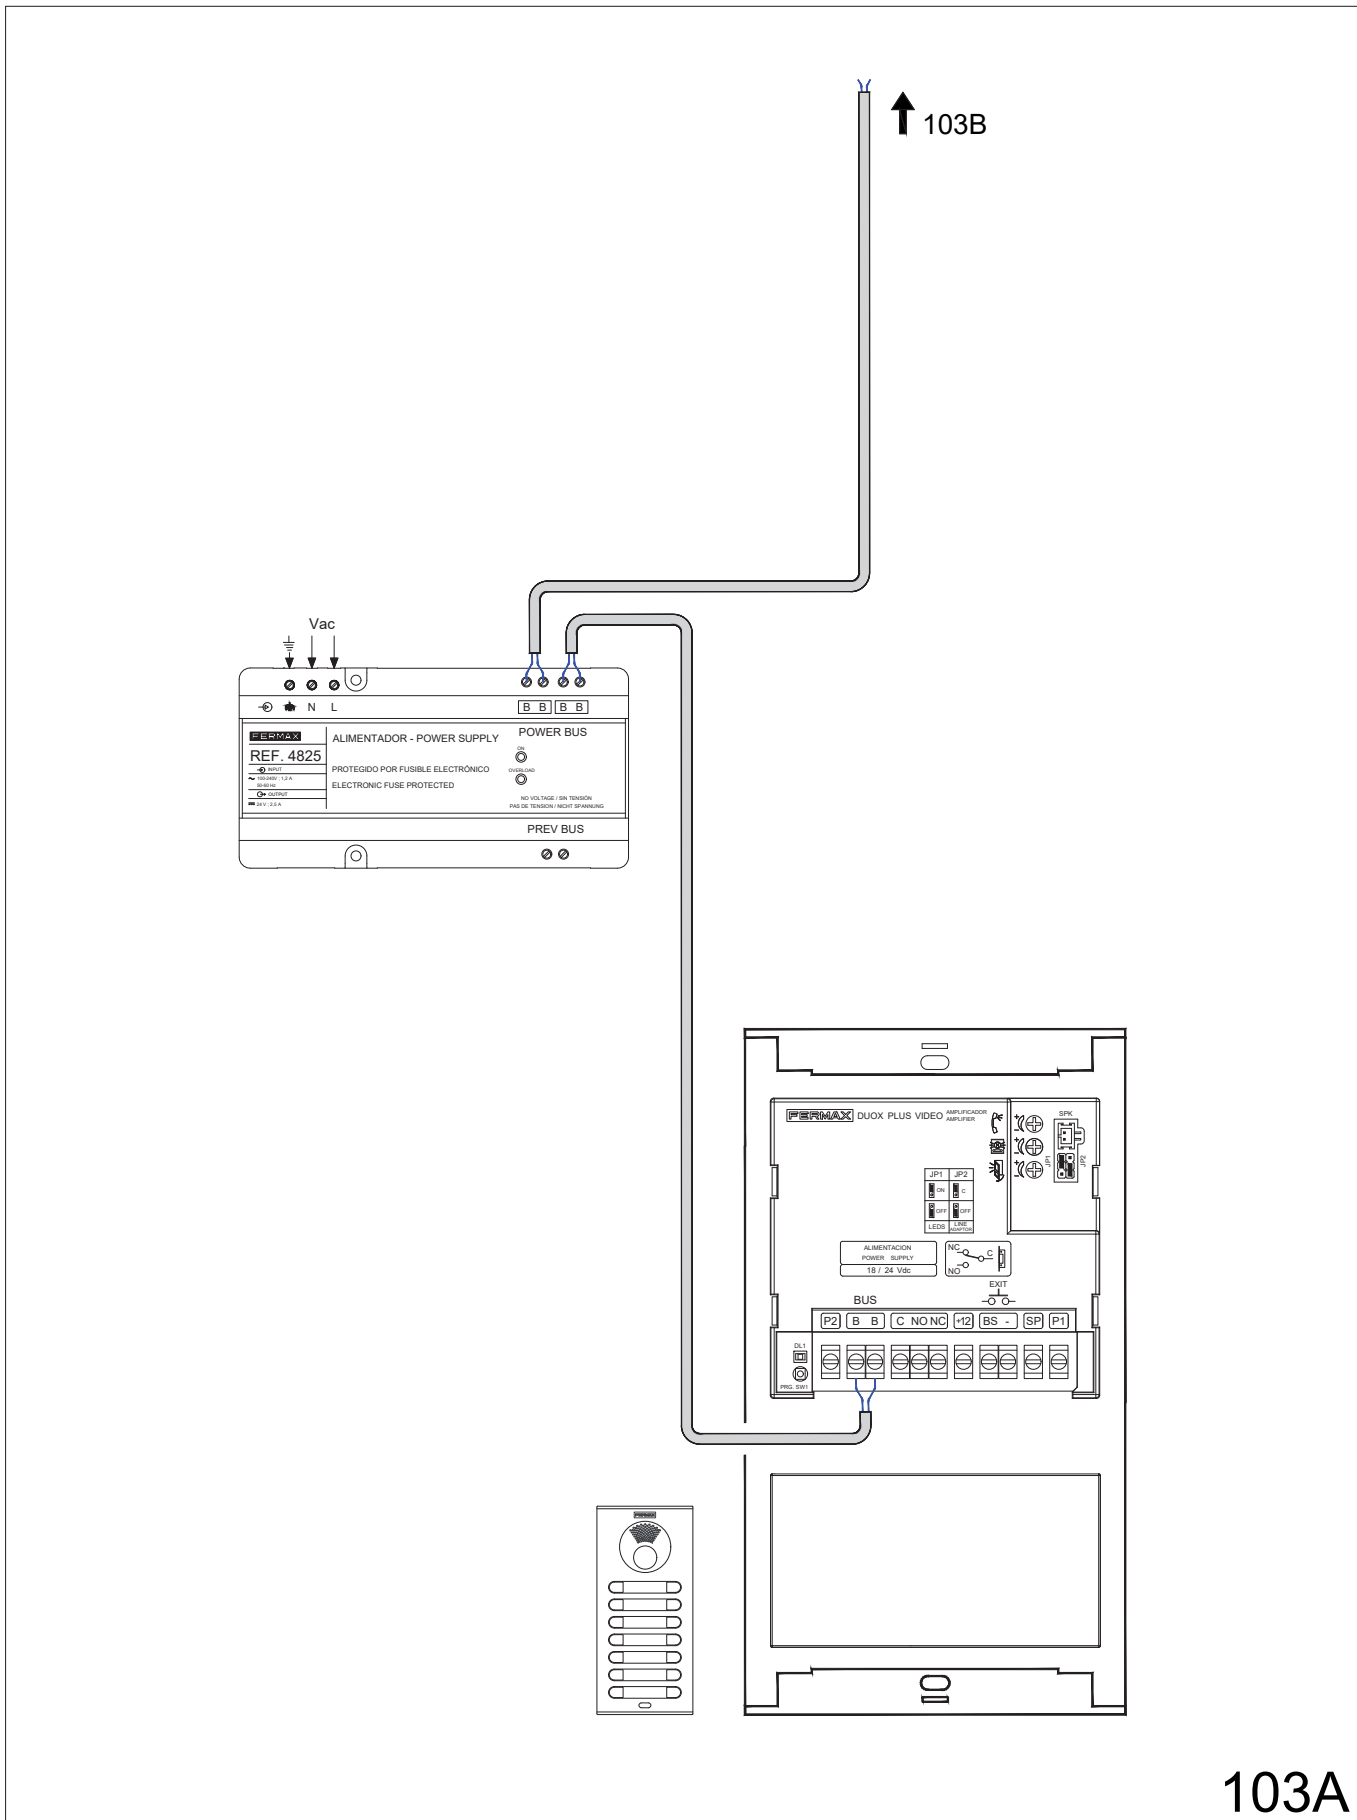 103B
Vac
N L
B B B B
FERMAX
REF. 4825
INPUT
100-240V ; 1,2 A
50-60 Hz
OUTPUT
24 V ; 2,5 A
ALIMENTADOR - POWER SUPPLY
PROTEGIDO POR FUSIBLE ELECTRÓNICO
ELECTRONIC FUSE PROTECTED
POWER BUS
ON
OVERLOAD
NO VOLTAGE / SIN TENSIÓN
PAS DE TENSION / NICHT SPANNUNG
PREV BUS
FERMAX DUOX PLUS VIDEO AMPLIFICADOR
AMPLIFIER
SPK
JP1
JP2
JP1 JP2
ON C
OFF OFF
LEDS LINE
ADAPTOR
ALIMENTACION
POWER SUPPLY
18 / 24 Vdc
NC
C
NO
EXIT
BUS
P2 B B C NO NC +12 BS - SP P1
DL1
PRG. SW1
FERMAX
103A